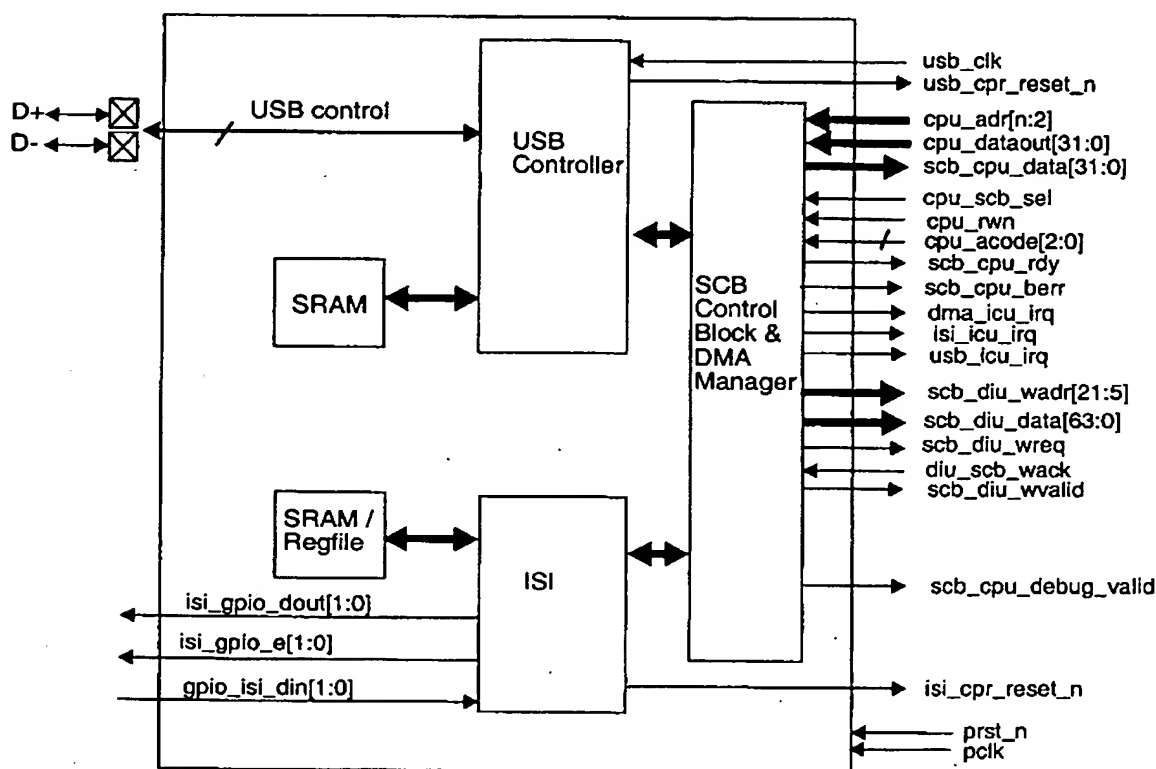 usb_clk
usb_cpr_reset_n
D+
D-
USB control
USB
Controller
cpu_adr[n:2]
cpu_dataout[31:0]
scb_cpu_data[31:0]
cpu_scb_sel
cpu_rwn
cpu_acode[2:0]
scb_cpu_rdy
scb_cpu_berr
dma_icu_irq
isi_icu_irq
usb_icu_irq
SRAM
SCB
Control
Block &
DMA
Manager
scb_diu_wadr[21:5]
scb_diu_data[63:0]
scb_diu_wreq
diu_scb_wack
scb_diu_wvalid
SRAM /
Regfile
ISI
scb_cpu_debug_valid
isi_gpio_dout[1:0]
isi_gpio_e[1:0]
gpio_isi_din[1:0]
isi_cpr_reset_n
prst_n
pclk